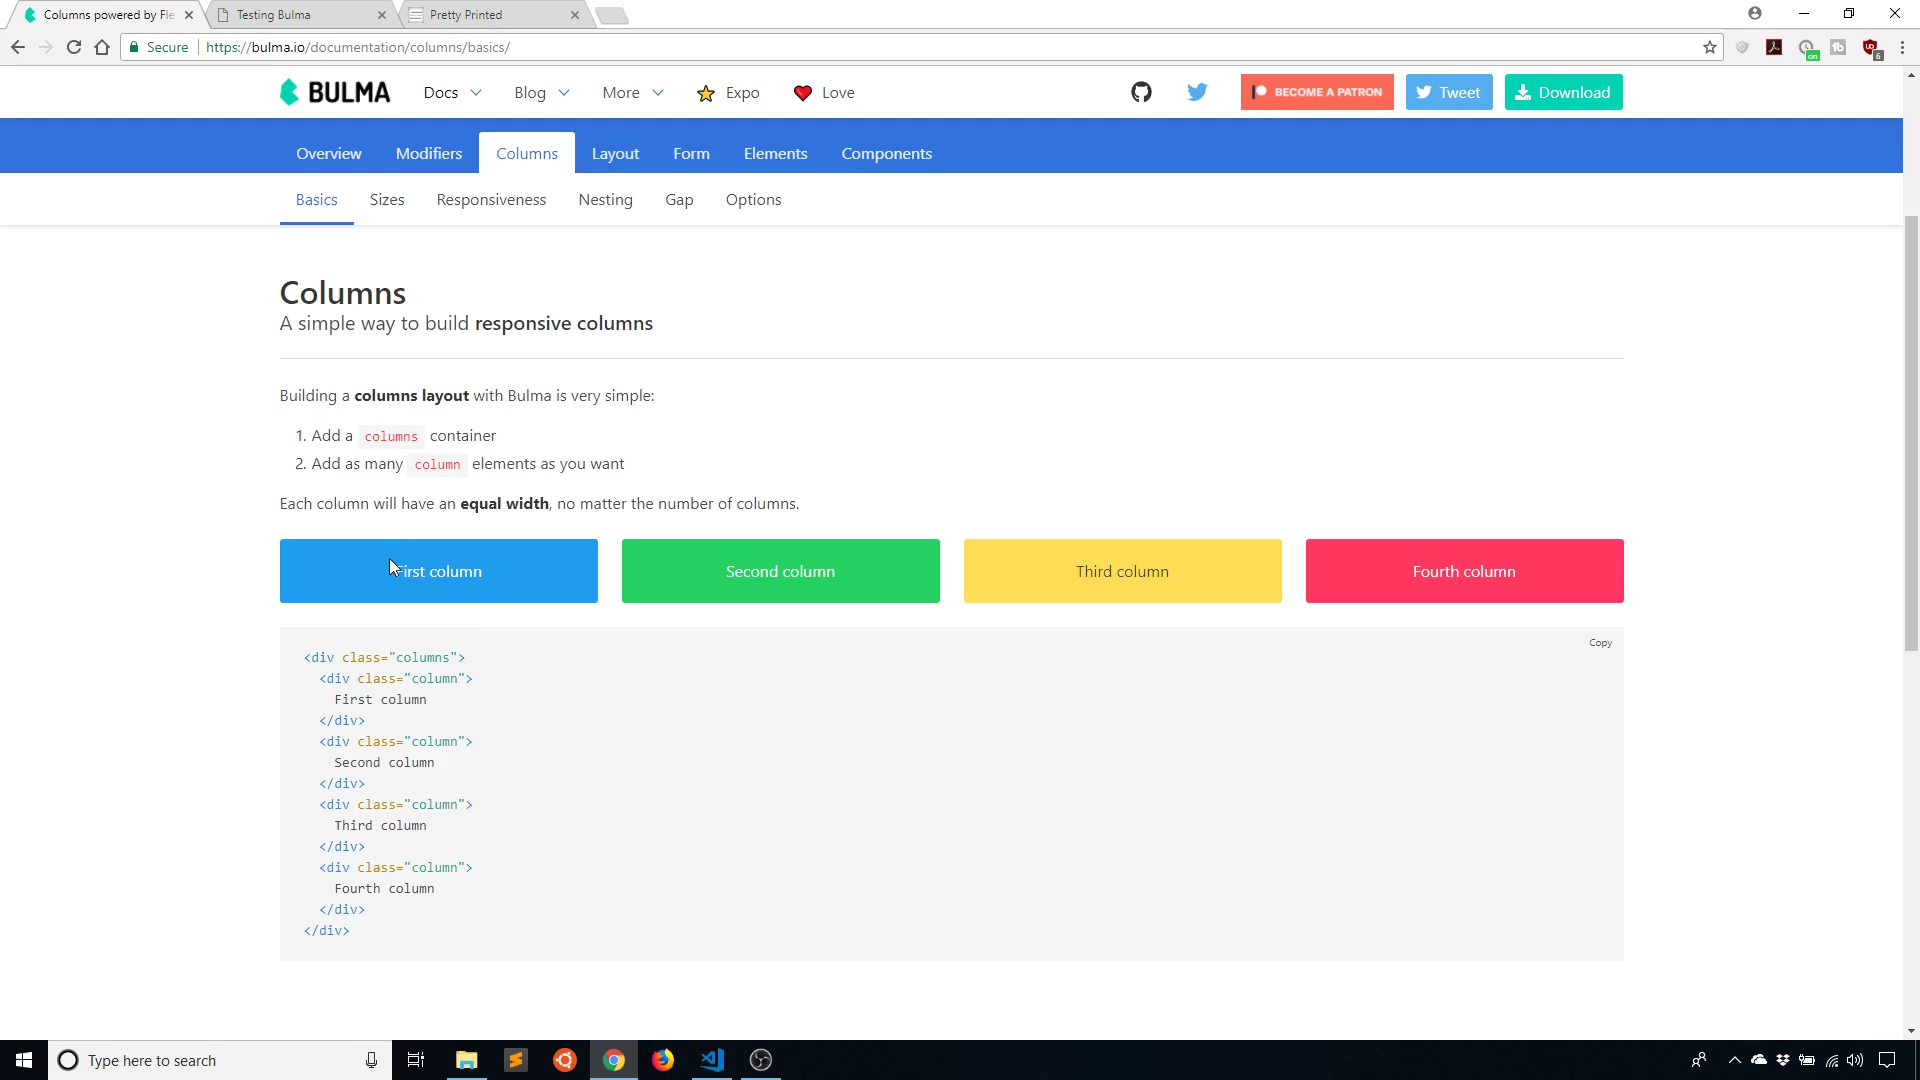 Columns powered by Fle
Testing Bulma
Pretty Printed
Secure
https://bulma.io/documentation/columns/basics/
on
6
BULMA
Docs
Blog
More
Expo
Love
BECOME A PATRON
Tweet
Download
Overview
Modifiers
Columns
Layout
Form
Elements
Components
Basics
Sizes
Responsiveness
Nesting
Gap
Options
Columns
A simple way to build responsive columns
Building a columns layout with Bulma is very simple:
1. Add a columns container
2. Add as many column elements as you want
Each column will have an equal width, no matter the number of columns.
First column
Second column
Third column
Fourth column
Copy
<div class="columns">
<div class="column">
First column
</div>
<div class="column">
Second column
</div>
<div class="column">
Third column
</div>
<div class="column">
Fourth column
</div>
</div>
Type here to search